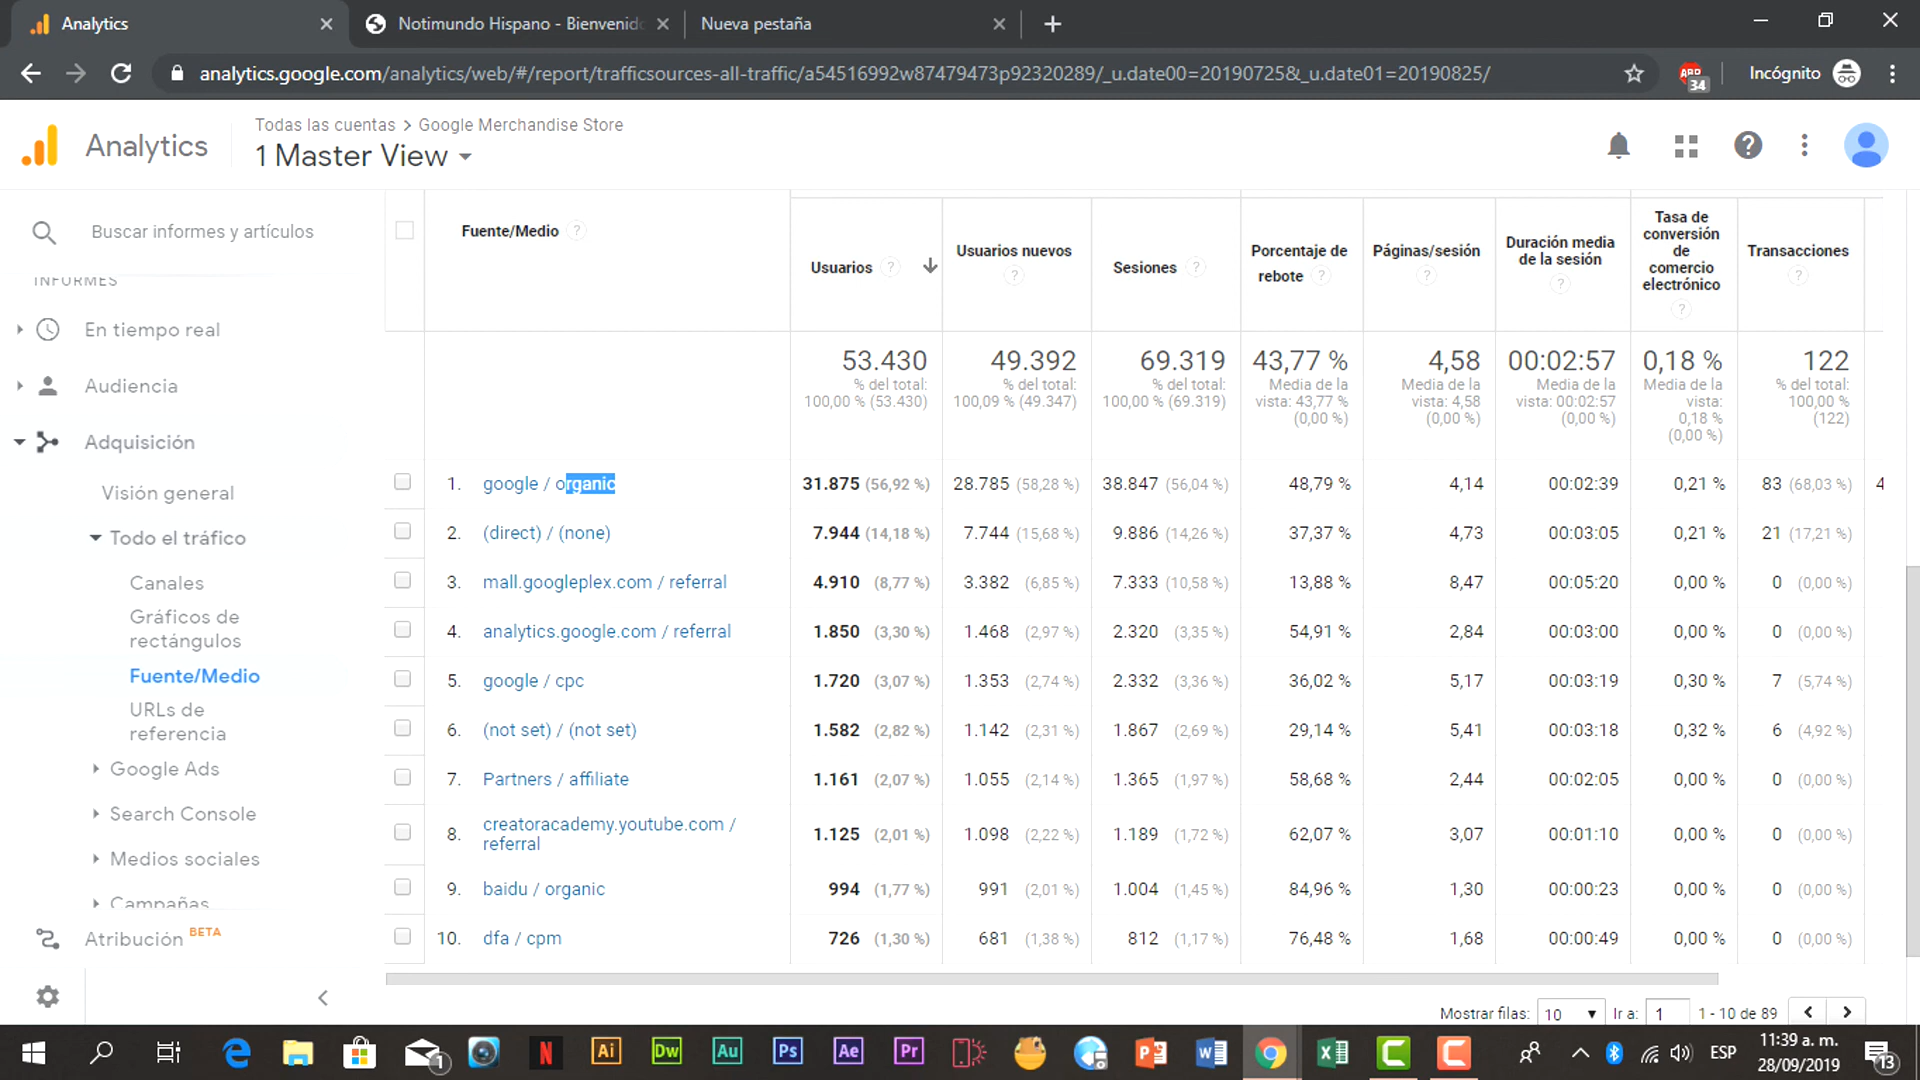 Analytics
Notimundo Hispano - Bienvenido
Nueva pestaña
analytics.google.com/analytics/web/#/report/trafficsources-all-traffic/a54516992w87479473p92320289/_u.date00=20190725&_u.date01=20190825/
ABP
34
Incógnito
Analytics
Todas las cuentas > Google Merchandise Store
1 Master View
Buscar informes y artículos
INFORMES
En tiempo real
Audiencia
Adquisición
Visión general
Todo el tráfico
Canales
Gráficos de
rectángulos
Fuente/Medio
URLs de
referencia
Google Ads
Search Console
Medios sociales
Campañas
Atribución BETA
Fuente/Medio ?
Usuarios ?
Usuarios nuevos
?
Sesiones ?
Porcentaje de
rebote ?
Páginas/sesión
?
Duración media
de la sesión
?
Tasa de
conversión
de
comercio
electrónico
?
Transacciones
?
53.430
% del total:
100,00 % (53.430)
49.392
% del total:
100,09 % (49.347)
69.319
% del total:
100,00 % (69.319)
43,77 %
Media de la
vista: 43,77 %
(0,00 %)
4,58
Media de la
vista: 4,58
(0,00 %)
00:02:57
Media de la
vista: 00:02:57
(0,00 %)
0,18 %
Media de la
vista:
0,18 %
(0,00 %)
122
% del total:
100,00 %
(122)
1. google / organic 31.875 (56,92 %) 28.785 (58,28 %) 38.847 (56,04 %) 48,79 % 4,14 00:02:39 0,21 % 83 (68,03 %) 4
2. (direct) / (none) 7.944 (14,18 %) 7.744 (15,68 %) 9.886 (14,26 %) 37,37 % 4,73 00:03:05 0,21 % 21 (17,21 %)
3. mall.googleplex.com / referral 4.910 (8,77 %) 3.382 (6,85 %) 7.333 (10,58 %) 13,88 % 8,47 00:05:20 0,00 % 0 (0,00 %)
4. analytics.google.com / referral 1.850 (3,30 %) 1.468 (2,97 %) 2.320 (3,35 %) 54,91 % 2,84 00:03:00 0,00 % 0 (0,00 %)
5. google / cpc 1.720 (3,07 %) 1.353 (2,74 %) 2.332 (3,36 %) 36,02 % 5,17 00:03:19 0,30 % 7 (5,74 %)
6. (not set) / (not set) 1.582 (2,82 %) 1.142 (2,31 %) 1.867 (2,69 %) 29,14 % 5,41 00:03:18 0,32 % 6 (4,92 %)
7. Partners / affiliate 1.161 (2,07 %) 1.055 (2,14 %) 1.365 (1,97 %) 58,68 % 2,44 00:02:05 0,00 % 0 (0,00 %)
8. creatoracademy.youtube.com /
referral 1.125 (2,01 %) 1.098 (2,22 %) 1.189 (1,72 %) 62,07 % 3,07 00:01:10 0,00 % 0 (0,00 %)
9. baidu / organic 994 (1,77 %) 991 (2,01 %) 1.004 (1,45 %) 84,96 % 1,30 00:00:23 0,00 % 0 (0,00 %)
10. dfa / cpm 726 (1,30 %) 681 (1,38 %) 812 (1,17 %) 76,48 % 1,68 00:00:49 0,00 % 0 (0,00 %)
Mostrar filas: 10 Ir a: 1 1 - 10 de 89
1
N
Ai
Dw
Au
Ps
Ae
Pr
ESP
11:39 a. m.
28/09/2019
13